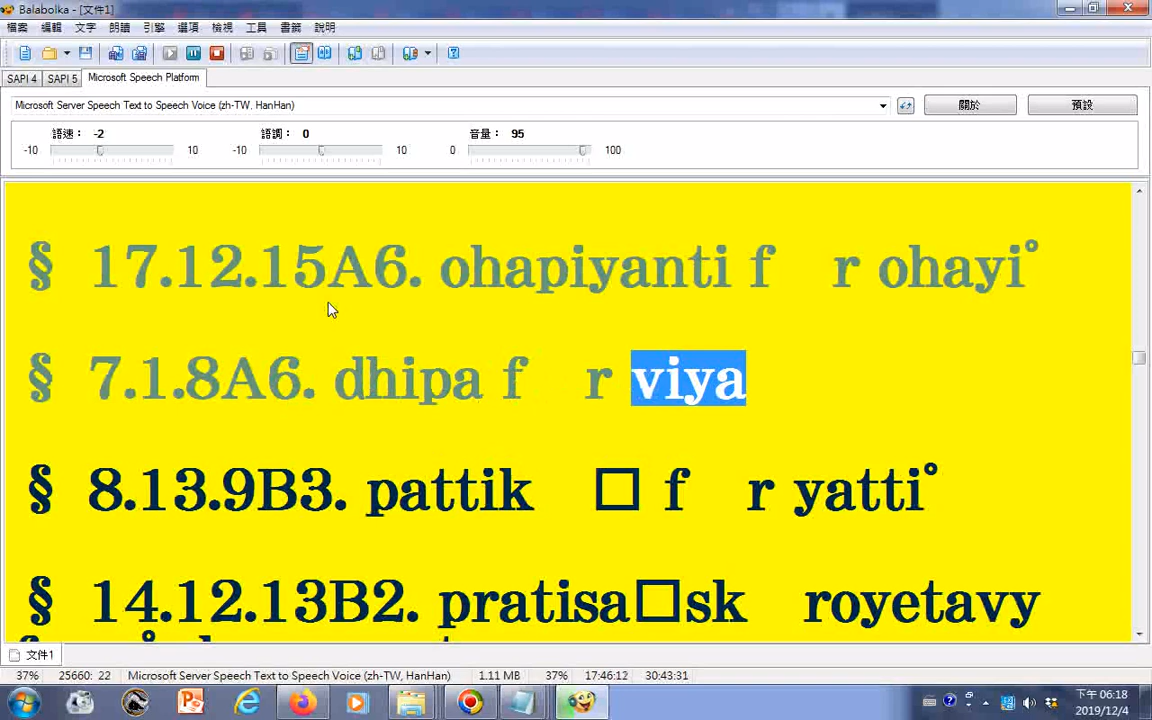 Balabolka - [文件1]
檔案 編輯 文字 朗讀 引擎 選項 檢視 工具 書籤 說明
SAPI 4 SAPI 5 Microsoft Speech Platform
Microsoft Server Speech Text to Speech Voice (zh-TW, HanHan) 關於 預設
語速： -2 語調： 0 音量： 95
-10 10 -10 10 0 100
§ 17.12.15A6. ohapiyanti f r ohayi°
§ 7.1.8A6. dhipa f r viya
§ 8.13.9B3. pattik □ f r yatti°
§ 14.12.13B2. pratisa□sk royetavy
文件1
37% 25660: 22 Microsoft Server Speech Text to Speech Voice (zh-TW, HanHan) 1.11 MB 37% 17:46:12 30:43:31
下午 06:18
2019/12/4